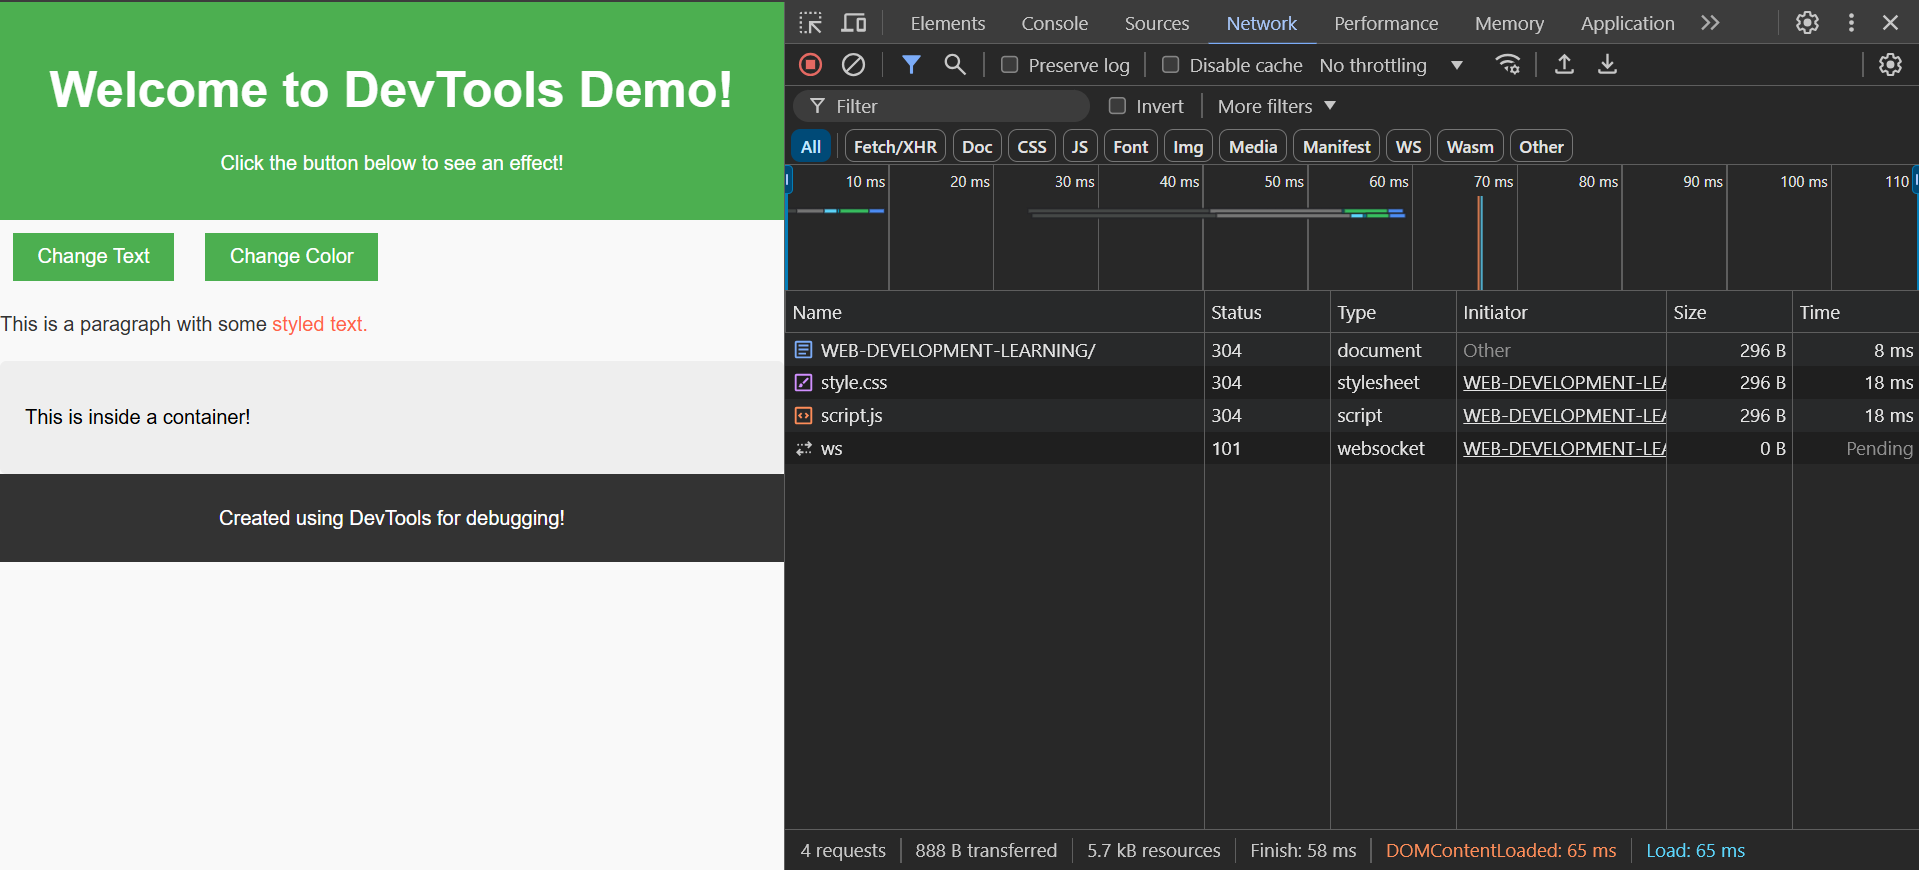 Welcome to DevTools Demo!
Click the button below to see an effect!
Change Text Change Color
This is a paragraph with some styled text.
This is inside a container!
Created using DevTools for debugging!
Elements Console Sources Network Performance Memory Application
Preserve log Disable cache No throttling
Filter Invert More filters
All Fetch/XHR Doc CSS JS Font Img Media Manifest WS Wasm Other
10 ms 20 ms 30 ms 40 ms 50 ms 60 ms 70 ms 80 ms 90 ms 100 ms 110
Name Status Type Initiator Size Time
WEB-DEVELOPMENT-LEARNING/ 304 document Other 296 B 8 ms
style.css 304 stylesheet WEB-DEVELOPMENT-LEA 296 B 18 ms
script.js 304 script WEB-DEVELOPMENT-LEA 296 B 18 ms
ws 101 websocket WEB-DEVELOPMENT-LEA 0 B Pending
4 requests 888 B transferred 5.7 kB resources Finish: 58 ms DOMContentLoaded: 65 ms Load: 65 ms